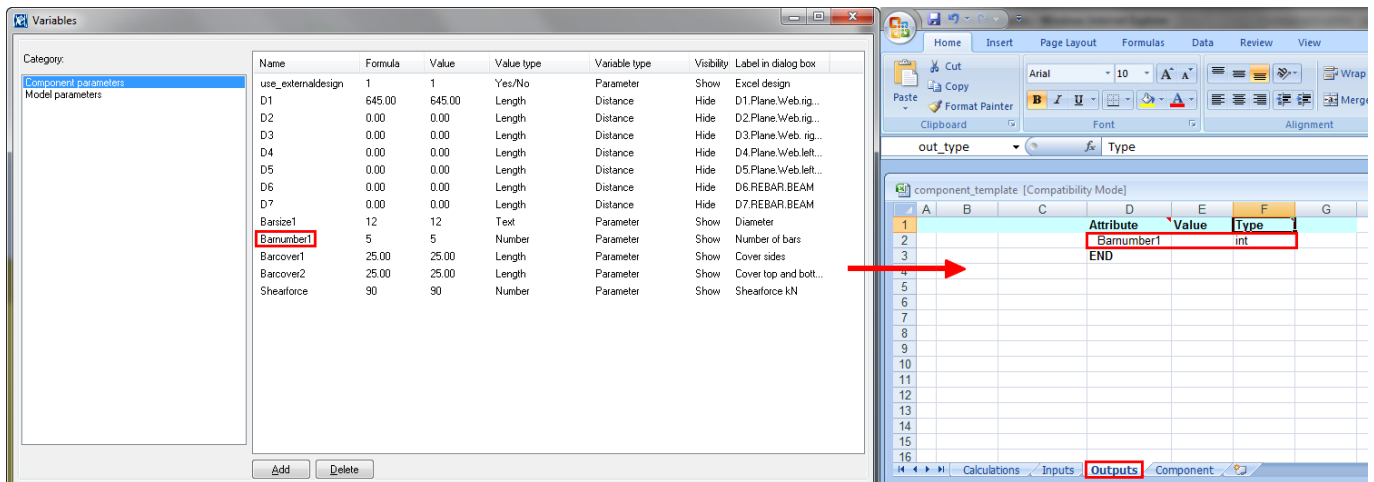 Variables
Category:
Component parameters
Model parameters
Name Formula Value Value type Variable type Visibility Label in dialog box
use_externaldesign 1 1 Yes/No Parameter Show Excel design
D1 645.00 645.00 Length Distance Hide D1.Plane.Web.rig...
D2 0.00 0.00 Length Distance Hide D2.Plane.Web.rig...
D3 0.00 0.00 Length Distance Hide D3.Plane.Web. rig...
D4 0.00 0.00 Length Distance Hide D4.Plane.Web.left...
D5 0.00 0.00 Length Distance Hide D5.Plane.Web.left...
D6 0.00 0.00 Length Distance Hide D6.REBAR.BEAM
D7 0.00 0.00 Length Distance Hide D7.REBAR.BEAM
Barsize1 12 12 Text Parameter Show Diameter
Barnumber1 5 5 Number Parameter Show Number of bars
Barcover1 25.00 25.00 Length Parameter Show Cover sides
Barcover2 25.00 25.00 Length Parameter Show Cover top and bott...
Shearforce 90 90 Number Parameter Show Shearforce kN
Add Delete
Home Insert Page Layout Formulas Data Review View
Paste
Cut
Copy
Format Painter
Clipboard
Arial 10 A A
B I U A
Font
Wrap
Merge
Alignment
out_type fx Type
component_template [Compatibility Mode]
A B C D E F G
1 Attribute Value Type
2 Barnumber1 int
3 END
4
5
6
7
8
9
10
11
12
13
14
15
16
Calculations Inputs Outputs Component